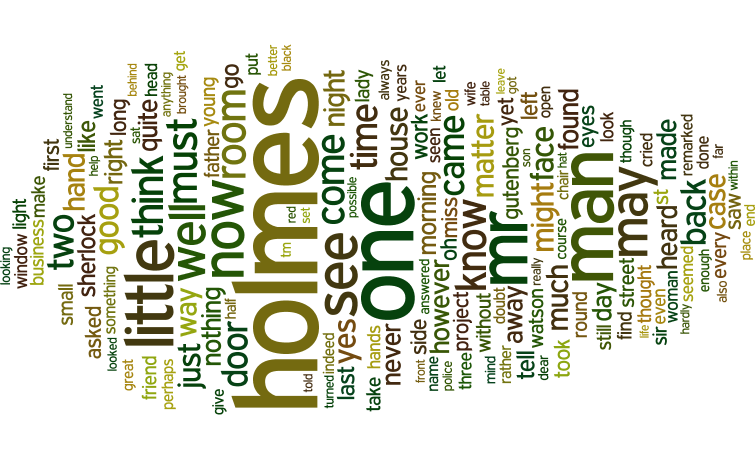 looking
window
light
business
make
first
understand
small
two
hand
like
went
help
asked
sherlock
good
right
long
looked
something
great
friend
perhaps
little
think
quite
head
behind
sat
anything
brought
get
just
way
well
must
father
young
nothing
door
half
give
now
room
go
put
better
black
holmes
tm
red
set
told
turned
indeed
see
come
night
possible
last
yes
time
lady
take
hands
never
one
house
years
always
front
side
name
police
however
answered
morning
seen
work
ever
knew
let
oh
miss
came
old
wife
three
project
without
know
matter
table
mind
doubt
rather
away
mr
gutenberg
yet
got
leave
tell
watson
dear
really
might
face
left
son
open
took
much
course
chair
hat
found
round
man
eyes
still
day
look
find
street
may
though
life
thought
cried
sir
even
heard
st
made
woman
hardly
seemed
back
remarked
done
enough
every
case
far
also
saw
within
place
end